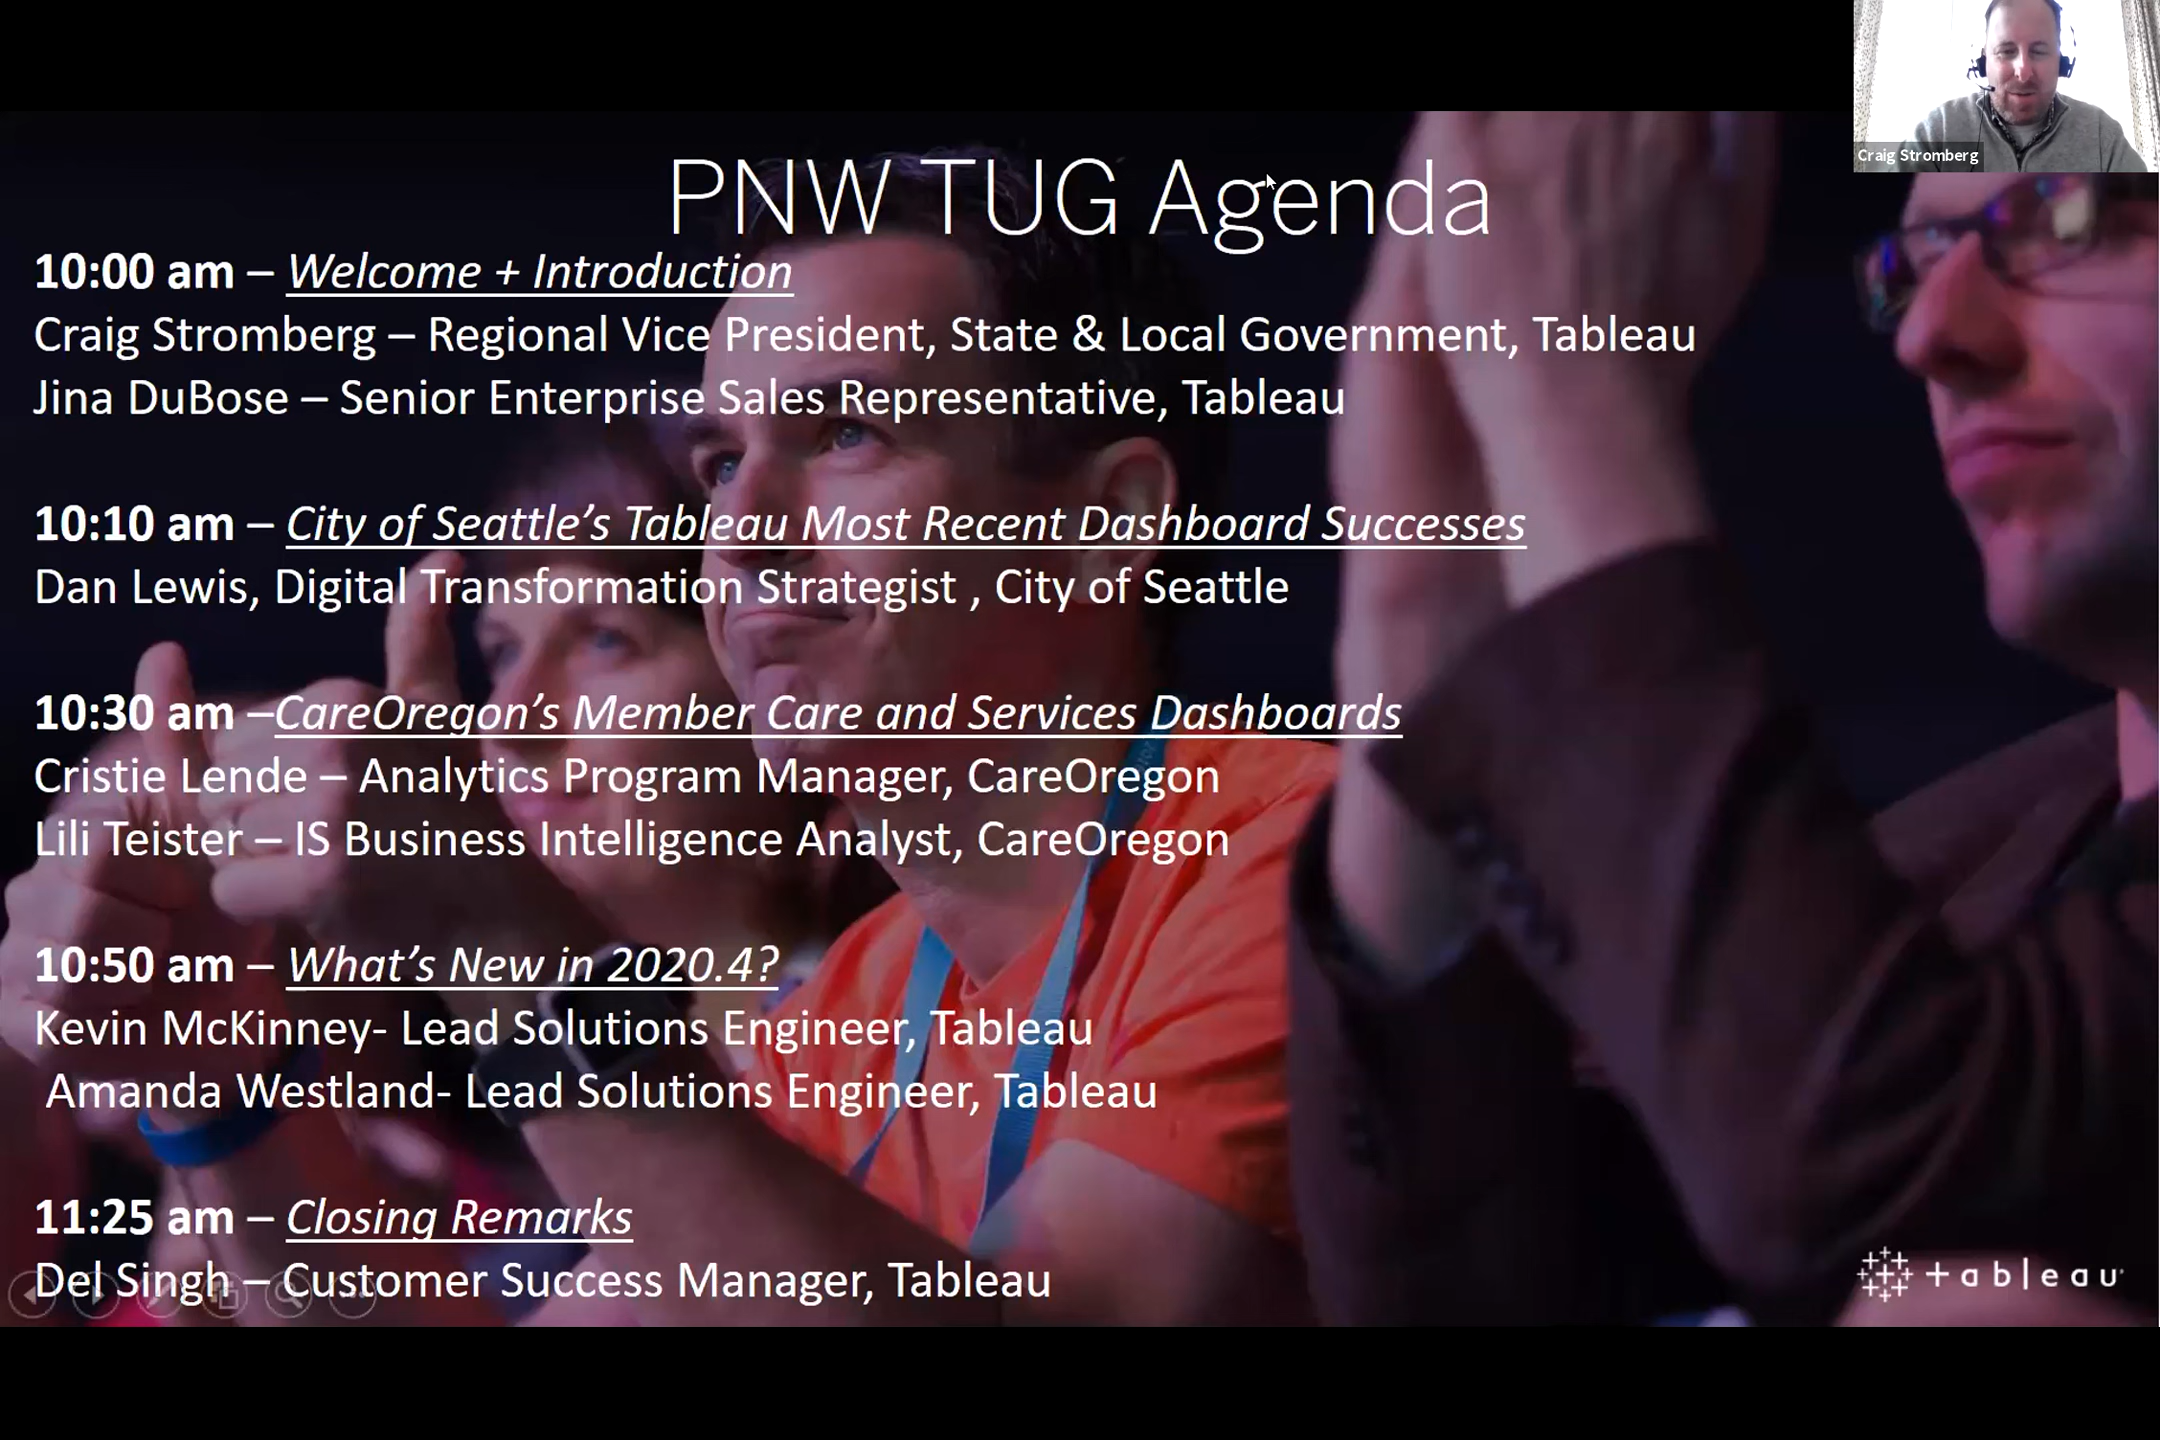 Craig Stromberg
PNW TUG Agenda
10:00 am – Welcome + Introduction
Craig Stromberg – Regional Vice President, State & Local Government, Tableau
Jina DuBose – Senior Enterprise Sales Representative, Tableau
10:10 am – City of Seattle’s Tableau Most Recent Dashboard Successes
Dan Lewis, Digital Transformation Strategist , City of Seattle
10:30 am –CareOregon’s Member Care and Services Dashboards
Cristie Lende – Analytics Program Manager, CareOregon
Lili Teister – IS Business Intelligence Analyst, CareOregon
10:50 am – What’s New in 2020.4?
Kevin McKinney- Lead Solutions Engineer, Tableau
Amanda Westland- Lead Solutions Engineer, Tableau
11:25 am – Closing Remarks
Del Singh – Customer Success Manager, Tableau
+ableau